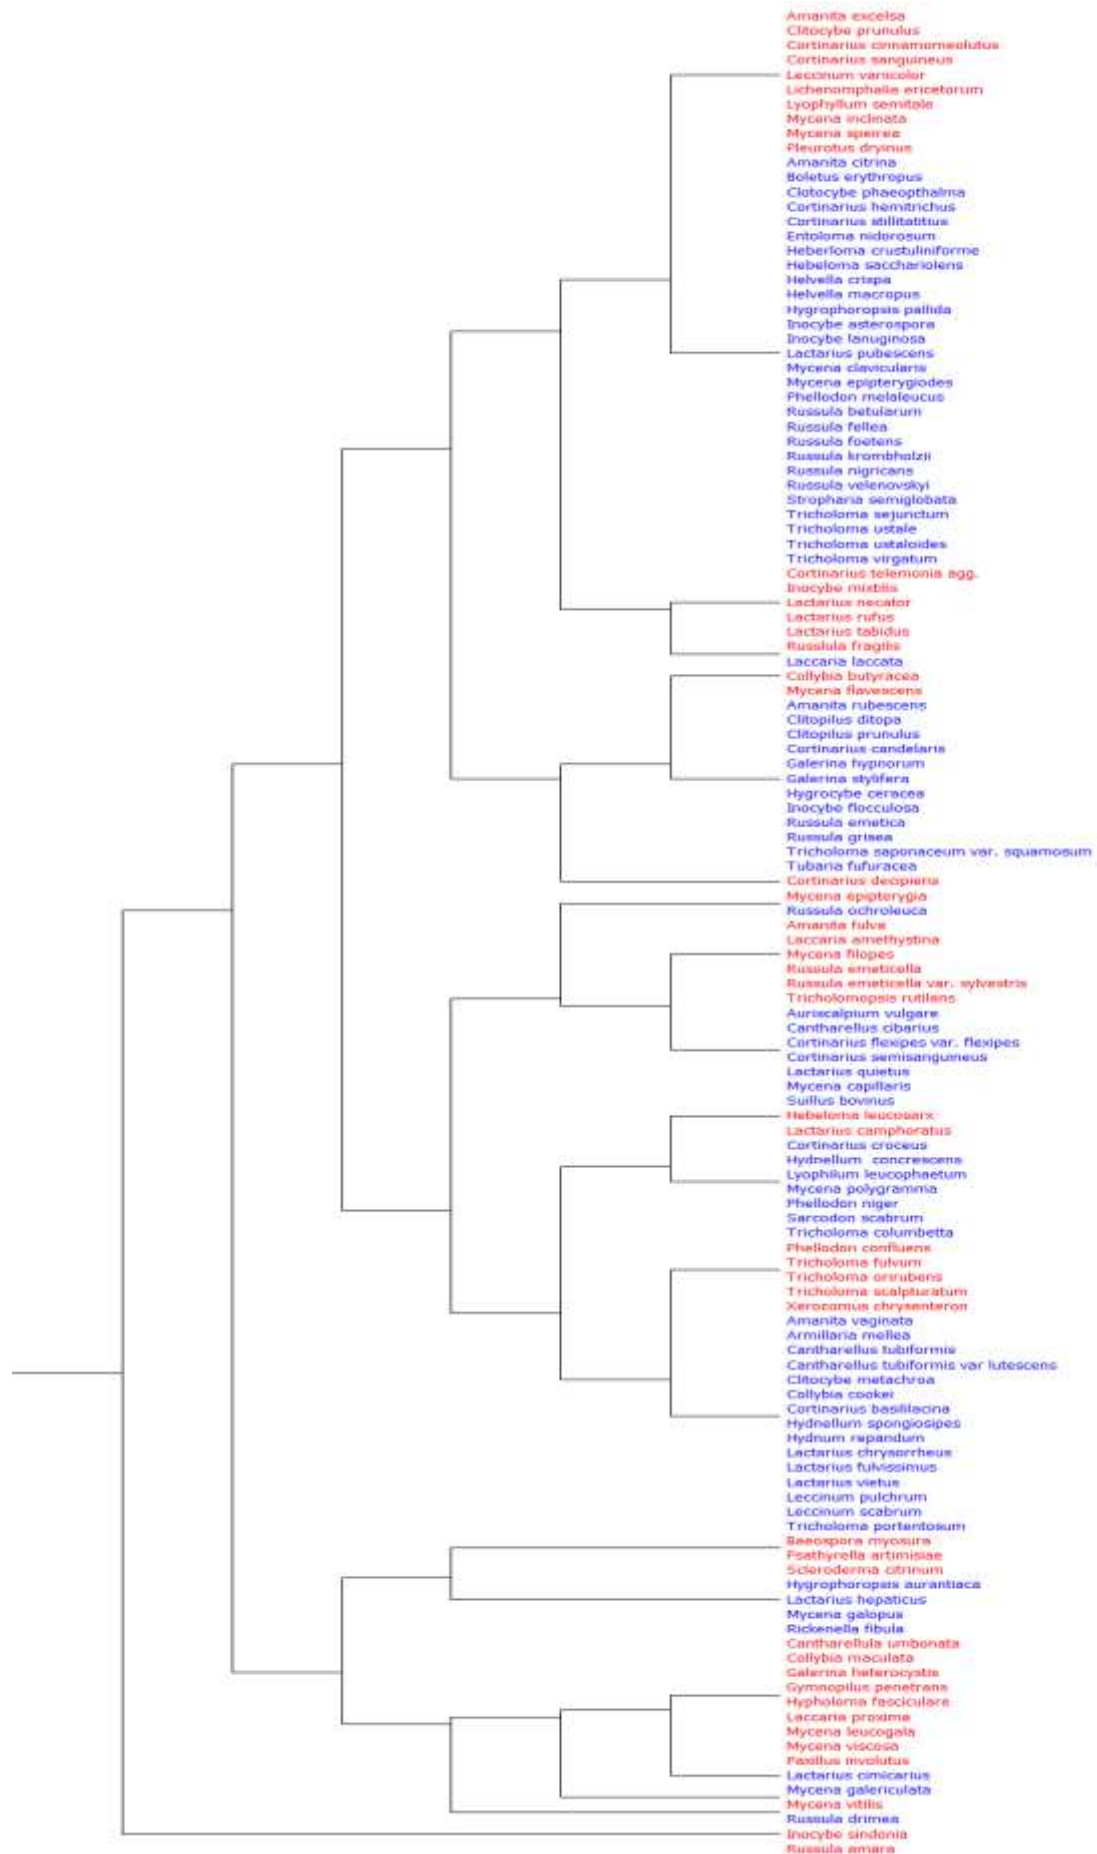 Amanita excelsa
Clitocybe prunulus
Cortinarius cinnamomeolutus
Cortinarius sanguineus
Leccinum variicolor
Lichenomphalia ericetorum
Lyophyllum semitale
Mycena inclinata
Mycena speirea
Pleurotus dryinus
Amanita citrina
Boletus erythropus
Clotocybe phaeopthalma
Cortinarius hemitrichus
Cortinarius stillitatitius
Entoloma nidorosum
Heberloma crustuliniforme
Hebeloma sacchariolens
Helvella crispa
Helvella macropus
Hygrophoropsis pallida
Inocybe asterospora
Inocybe lanuginosa
Lactarius pubescens
Mycena clavicularis
Mycena epipterygiodes
Phellodon melaleucus
Russula betularum
Russula fellea
Russula foetens
Russula krombholzii
Russula nigricans
Russula velenovskyi
Stropharia semiglobata
Tricholoma sejunctum
Tricholoma ustale
Tricholoma ustaloides
Tricholoma virgatum
Cortinarius telemonia agg.
Inocybe mixtilis
Lactarius necator
Lactarius rufus
Lactarius tabidus
Russlula fragilis
Laccaria laccata
Collybia butyracea
Mycena flavescens
Amanita rubescens
Clitopilus ditopa
Clitopilus prunulus
Cortinarius candelaris
Galerina hypnorum
Galerina stylifera
Hygrocybe ceracea
Inocybe flocculosa
Russula emetica
Russula grisea
Tricholoma saponaceum var. squamosum
Tubaria fufuracea
Cortinarius decipiens
Mycena epipterygia
Russula ochroleuca
Amanita fulva
Laccaria amethystina
Mycena filopes
Russula emeticella
Russula emeticella var. sylvestris
Tricholomopsis rutilans
Auriscalpium vulgare
Cantharellus cibarius
Cortinarius flexipes var. flexipes
Cortinarius semisanguineus
Lactarius quietus
Mycena capillaris
Suillus bovinus
Hebeloma leucosarx
Lactarius camphoratus
Cortinarius croceus
Hydnellum concrescens
Lyophilum leucophaetum
Mycena polygramma
Phellodon niger
Sarcodon scabrum
Tricholoma columbetta
Phellodon confluens
Tricholoma fulvum
Tricholoma orirubens
Tricholoma scalpturatum
Xerocomus chrysenteron
Amanita vaginata
Armillaria mellea
Cantharellus tubiformis
Cantharellus tubiformis var lutescens
Clitocybe metachroa
Collybia cookei
Cortinarius basililacina
Hydnellum spongiosipes
Hydnum repandum
Lactarius chrysorrheus
Lactarius fulvissimus
Lactarius vietus
Leccinum pulchrum
Leccinum scabrum
Tricholoma portentosum
Baeospora myosura
Psathyrella artimisiae
Scleroderma citrinum
Hygrophoropsis aurantiaca
Lactarius hepaticus
Mycena galopus
Rickenella fibula
Cantharellula umbonata
Collybia maculata
Galerina heterocystis
Gymnopilus penetrans
Hypholoma fasciculare
Laccaria proxima
Mycena leucogala
Mycena viscosa
Paxillus involutus
Lactarius cimicarius
Mycena galericulata
Mycena vitilis
Russula drimea
Inocybe sindonia
Russula amara